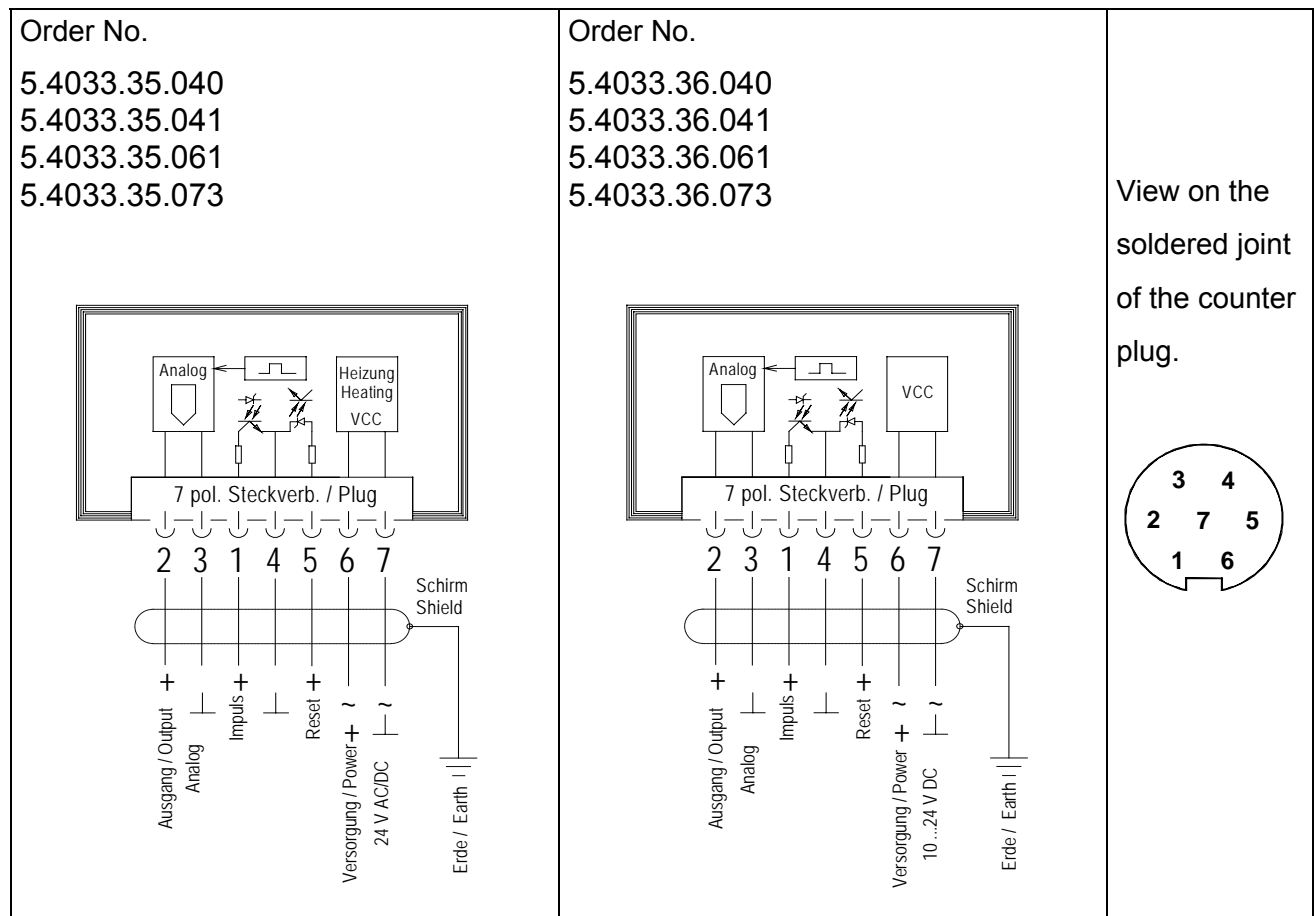 Order No.
5.4033.35.040
5.4033.35.041
5.4033.35.061
5.4033.35.073
Analog
Heizung
Heating
VCC
7 pol. Steckverb. / Plug
2 3 1 4 5 6 7
Schirm
Shield
+ + + ~ ~
Ausgang / Output
Analog
Impuls
Reset
Versorgung / Power +
24 V AC/DC
Erde / Earth
Order No.
5.4033.36.040
5.4033.36.041
5.4033.36.061
5.4033.36.073
Analog
VCC
7 pol. Steckverb. / Plug
2 3 1 4 5 6 7
Schirm
Shield
+ + + ~ ~
Ausgang / Output
Analog
Impuls
Reset
Versorgung / Power +
10 ...24 V DC
Erde / Earth
View on the
soldered joint
of the counter
plug.
3 4
2 7 5
1 6